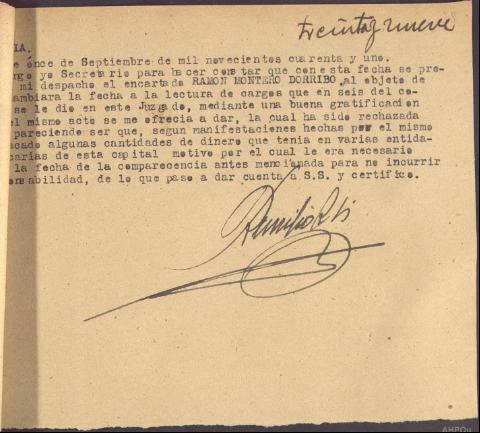 treinta y nueve
IA.
e once de Septiembre de mil novecientos cuarenta y uno.
ngo yo Secretario para hacer constar que con esta fecha se pre-
mi despacho el encartado RAMON MONTERO DORRIBO al objeto de
ambiara la fecha a la lectura de cargos que en seis del co-
se le dio en este Juzgado, mediante una buena gratificacion
el mismo acto se me ofrecia a dar, la cual ha sido rechazada
pareciendo ser que, segun manifestaciones hechas por el mismo
acado algunas cantidades de dinero que tenia en varias entida-
carias de esta capital motivo por el cual le era necesario
la fecha de la comparecencia antes mencionada para no incurrir
onsabilidad, de lo que paso a dar cuenta a S.S. y certifico.
AHPOu